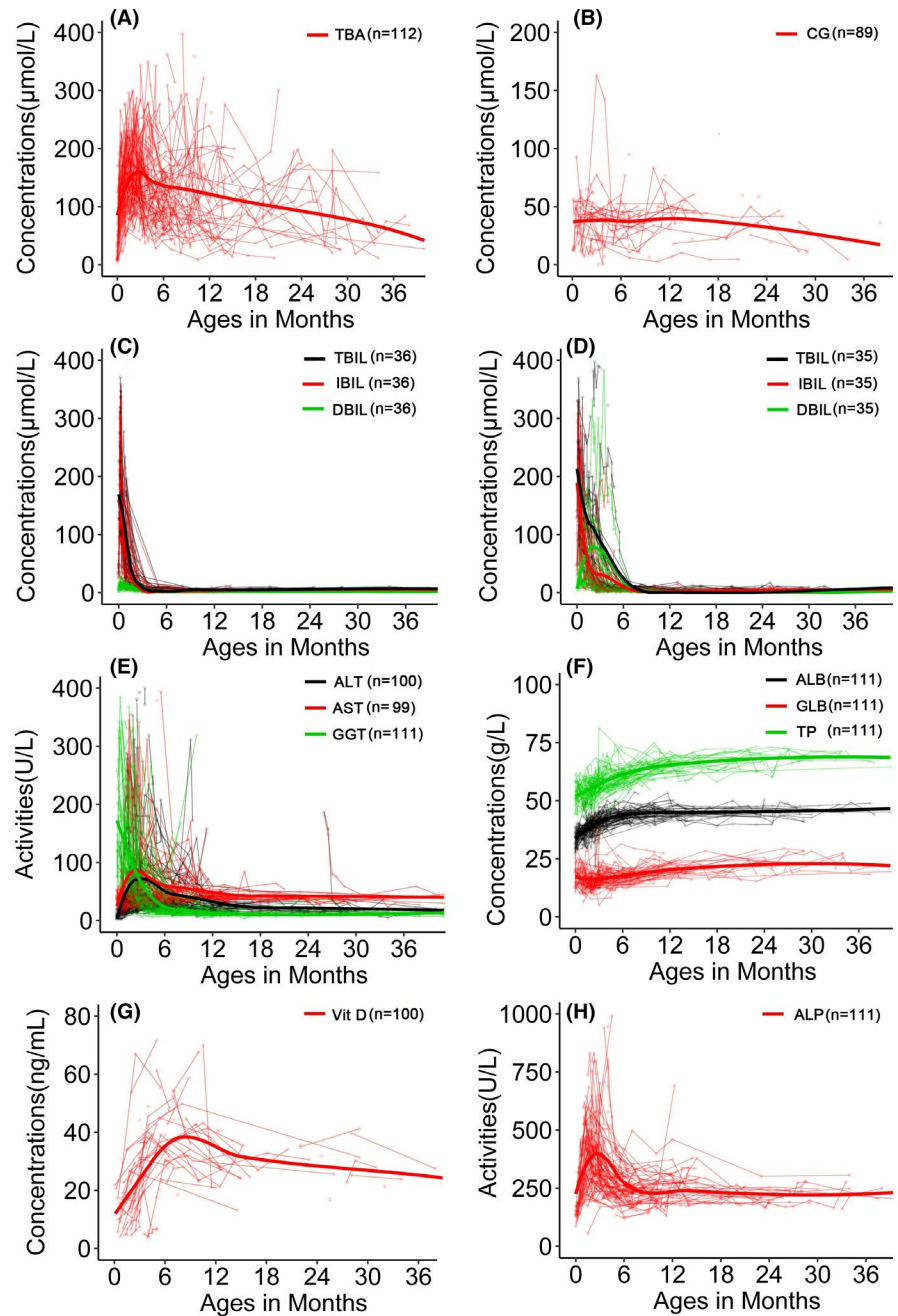 (A)
TBA(n=112)
Concentrations(μmol/L)
400
300
200
100
0
0 6 12 18 24 30 36
Ages in Months
(B)
CG(n=89)
Concentrations(μmol/L)
200
150
100
50
0
0 6 12 18 24 30 36
Ages in Months
(C)
TBIL(n=36)
IBIL(n=36)
DBIL(n=36)
Concentrations(μmol/L)
400
300
200
100
0
0 6 12 18 24 30 36
Ages in Months
(D)
TBIL(n=35)
IBIL(n=35)
DBIL(n=35)
Concentrations(μmol/L)
400
300
200
100
0
0 6 12 18 24 30 36
Ages in Months
(E)
ALT (n=100)
AST(n= 99)
GGT(n=111)
Activities(U/L)
400
300
200
100
0
0 6 12 18 24 30 36
Ages in Months
(F)
ALB(n=111)
GLB(n=111)
TP (n=111)
Concentrations(g/L)
75
50
25
0
0 6 12 18 24 30 36
Ages in Months
(G)
Vit D(n=100)
Concentrations(ng/mL)
80
60
40
20
0
0 6 12 18 24 30 36
Ages in Months
(H)
ALP(n=111)
Activities(U/L)
1000
750
500
250
0
0 6 12 18 24 30 36
Ages in Months